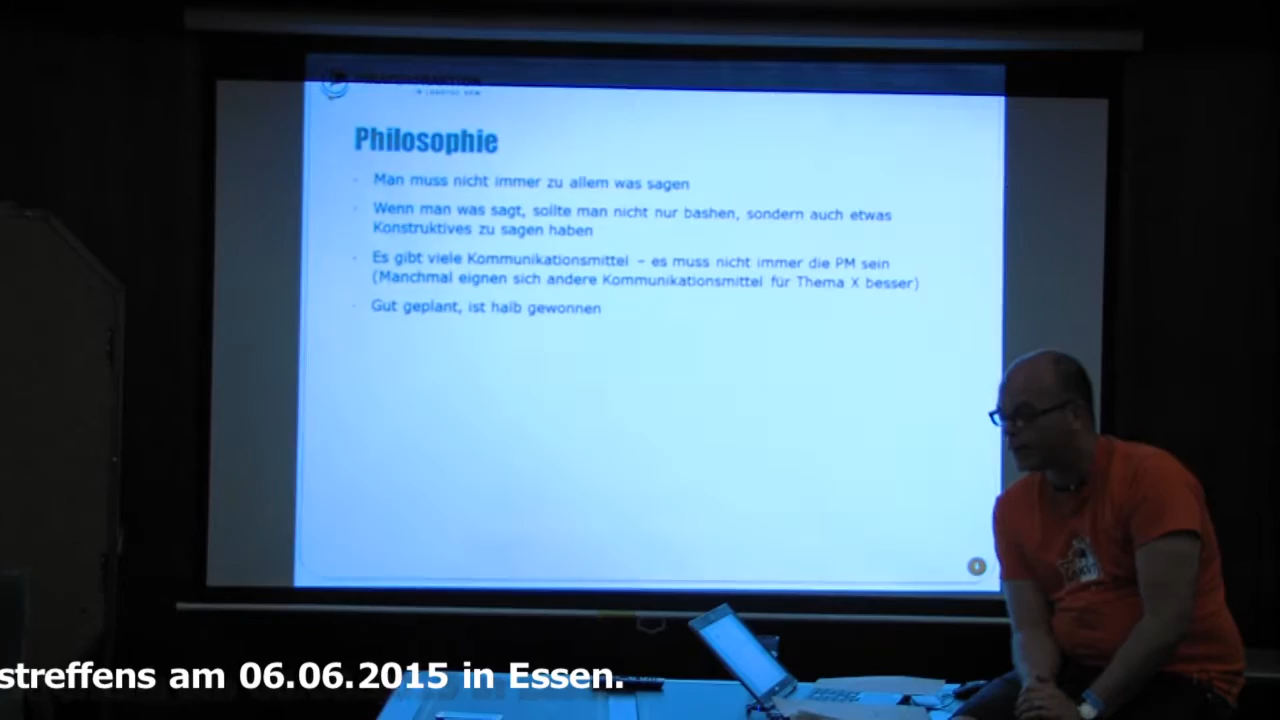 Philosophie
Man muss nicht immer zu allem was sagen
Wenn man was sagt, sollte man nicht nur bashen, sondern auch etwas
Konstruktives zu sagen haben
Es gibt viele Kommunikationsmittel – es muss nicht immer die PM sein
(Manchmal eignen sich andere Kommunikationsmittel für Thema X besser)
Gut geplant, ist halb gewonnen
streffens am 06.06.2015 in Essen.